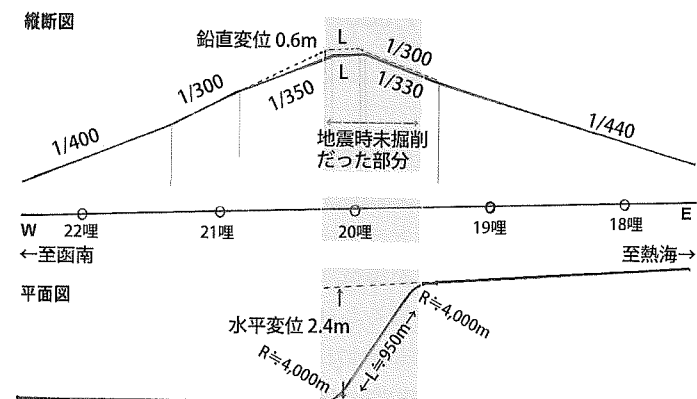 縦断図
鉛直変位 0.6m
L
1/300
L
1/300
1/350
1/330
1/400
地震時未掘削
だった部分
1/440
W
E
22哩
21哩
20哩
19哩
18哩
←至函南
至熱海→
平面図
水平変位 2.4m
R≒4,000m
←L≒950m→
R≒4,000m